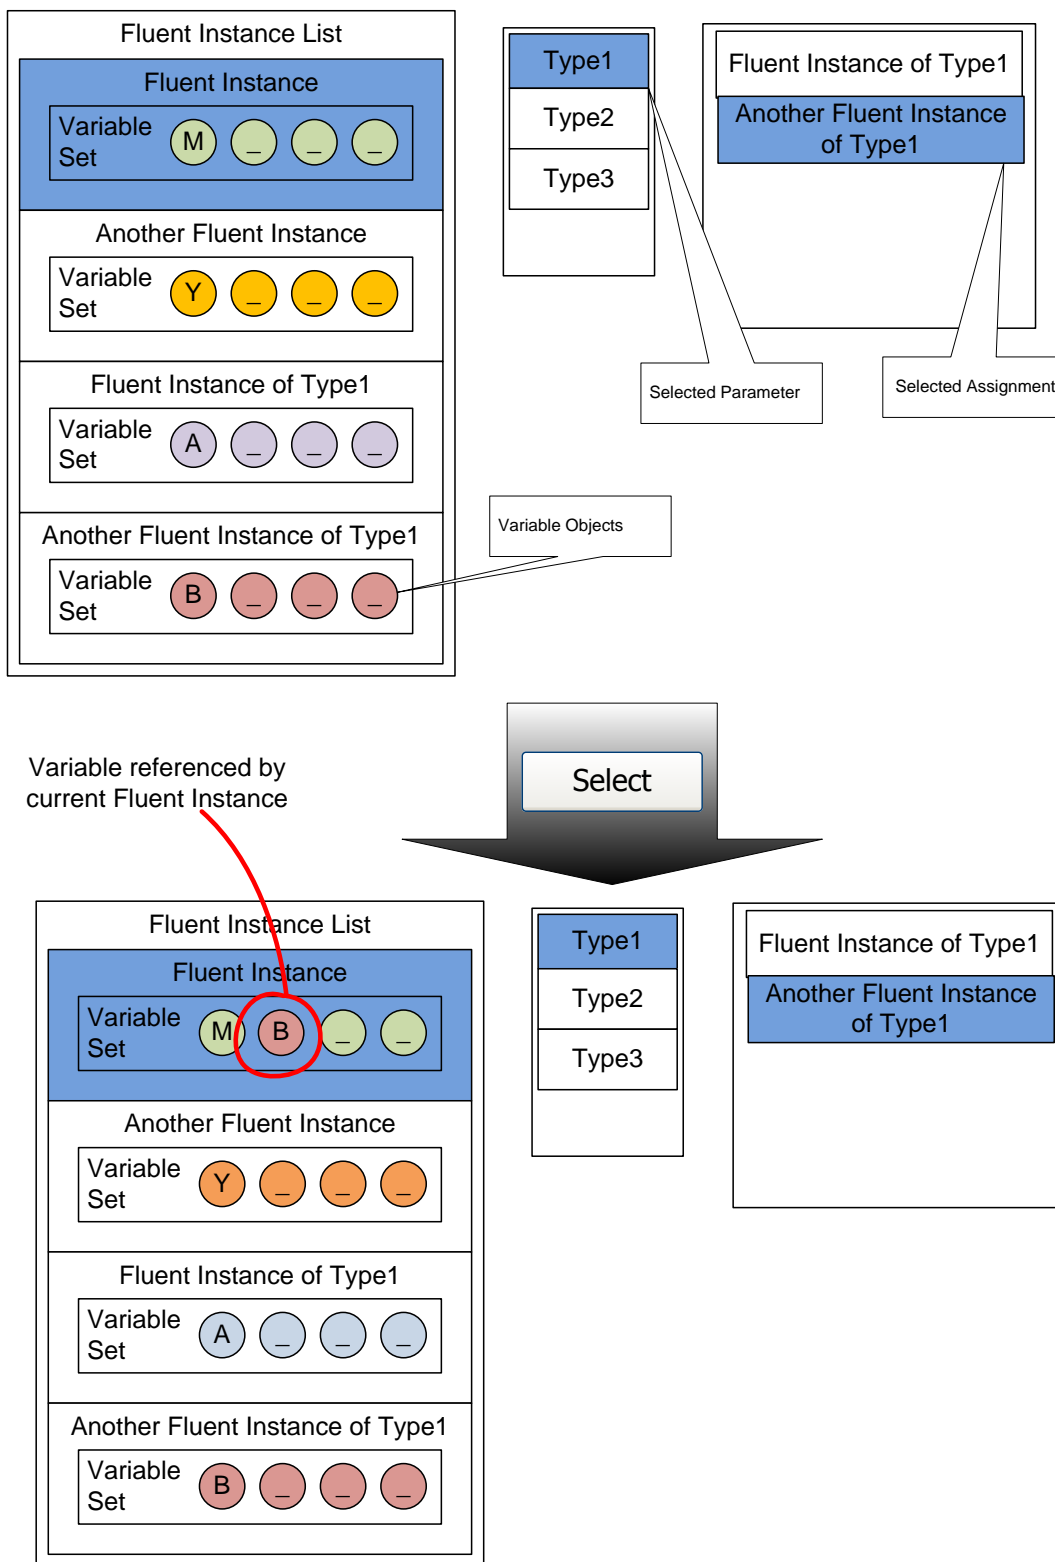 Fluent Instance List
Fluent Instance
Variable
Set
M _ _ _
Another Fluent Instance
Variable
Set
Y _ _ _
Fluent Instance of Type1
Variable
Set
A _ _ _
Another Fluent Instance of Type1
Variable
Set
B _ _ _
Type1
Type2
Type3
Fluent Instance of Type1
Another Fluent Instance
of Type1
Selected Parameter
Selected Assignment
Variable Objects
Select
Variable referenced by
current Fluent Instance
Fluent Instance List
Fluent Instance
Variable
Set
M B _ _
Another Fluent Instance
Variable
Set
Y _ _ _
Fluent Instance of Type1
Variable
Set
A _ _ _
Another Fluent Instance of Type1
Variable
Set
B _ _ _
Type1
Type2
Type3
Fluent Instance of Type1
Another Fluent Instance
of Type1